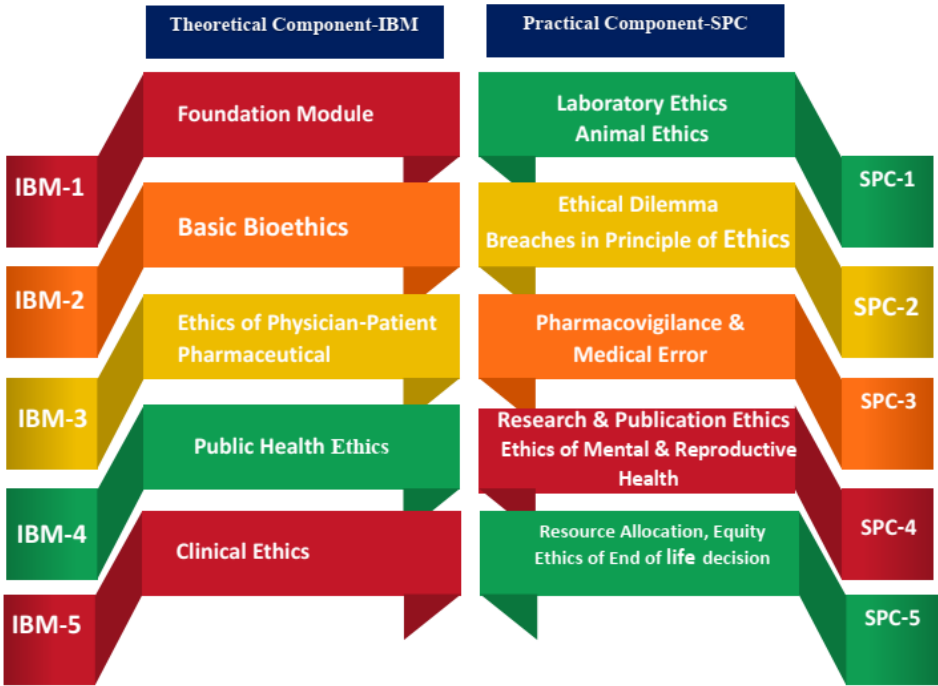 Theoretical Component-IBM
Practical Component-SPC
Foundation Module
IBM-1
Basic Bioethics
IBM-2
Ethics of Physician-Patient
Pharmaceutical
IBM-3
Public Health Ethics
IBM-4
Clinical Ethics
IBM-5
Laboratory Ethics
Animal Ethics
SPC-1
Ethical Dilemma
Breaches in Principle of Ethics
SPC-2
Pharmacovigilance &
Medical Error
SPC-3
Research & Publication Ethics
Ethics of Mental & Reproductive
Health
SPC-4
Resource Allocation, Equity
Ethics of End of life decision
SPC-5